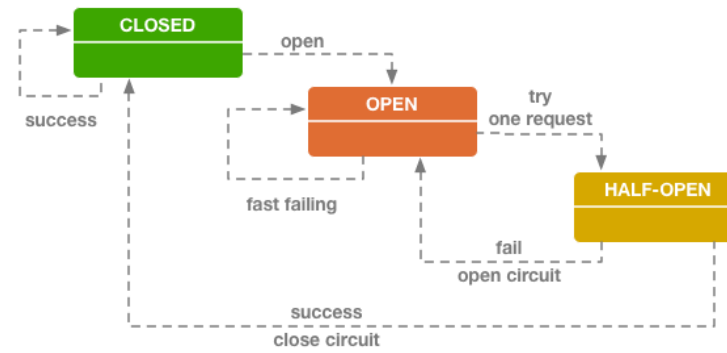 CLOSED
open
success
OPEN
try
one request
fast failing
HALF-OPEN
fail
open circuit
success
close circuit